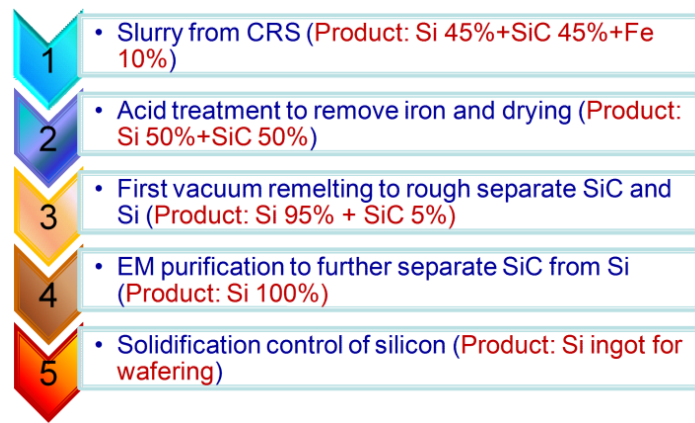 1
• Slurry from CRS (Product: Si 45%+SiC 45%+Fe
10%)
2
• Acid treatment to remove iron and drying (Product:
Si 50%+SiC 50%)
3
• First vacuum remelting to rough separate SiC and
Si (Product: Si 95% + SiC 5%)
4
• EM purification to further separate SiC from Si
(Product: Si 100%)
5
• Solidification control of silicon (Product: Si ingot for
wafering)